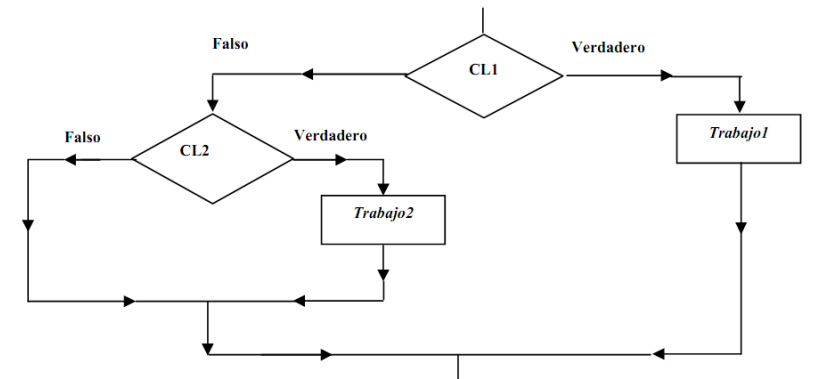 Falso
Verdadero
CL1
Trabajo1
Falso
Verdadero
CL2
Trabajo2